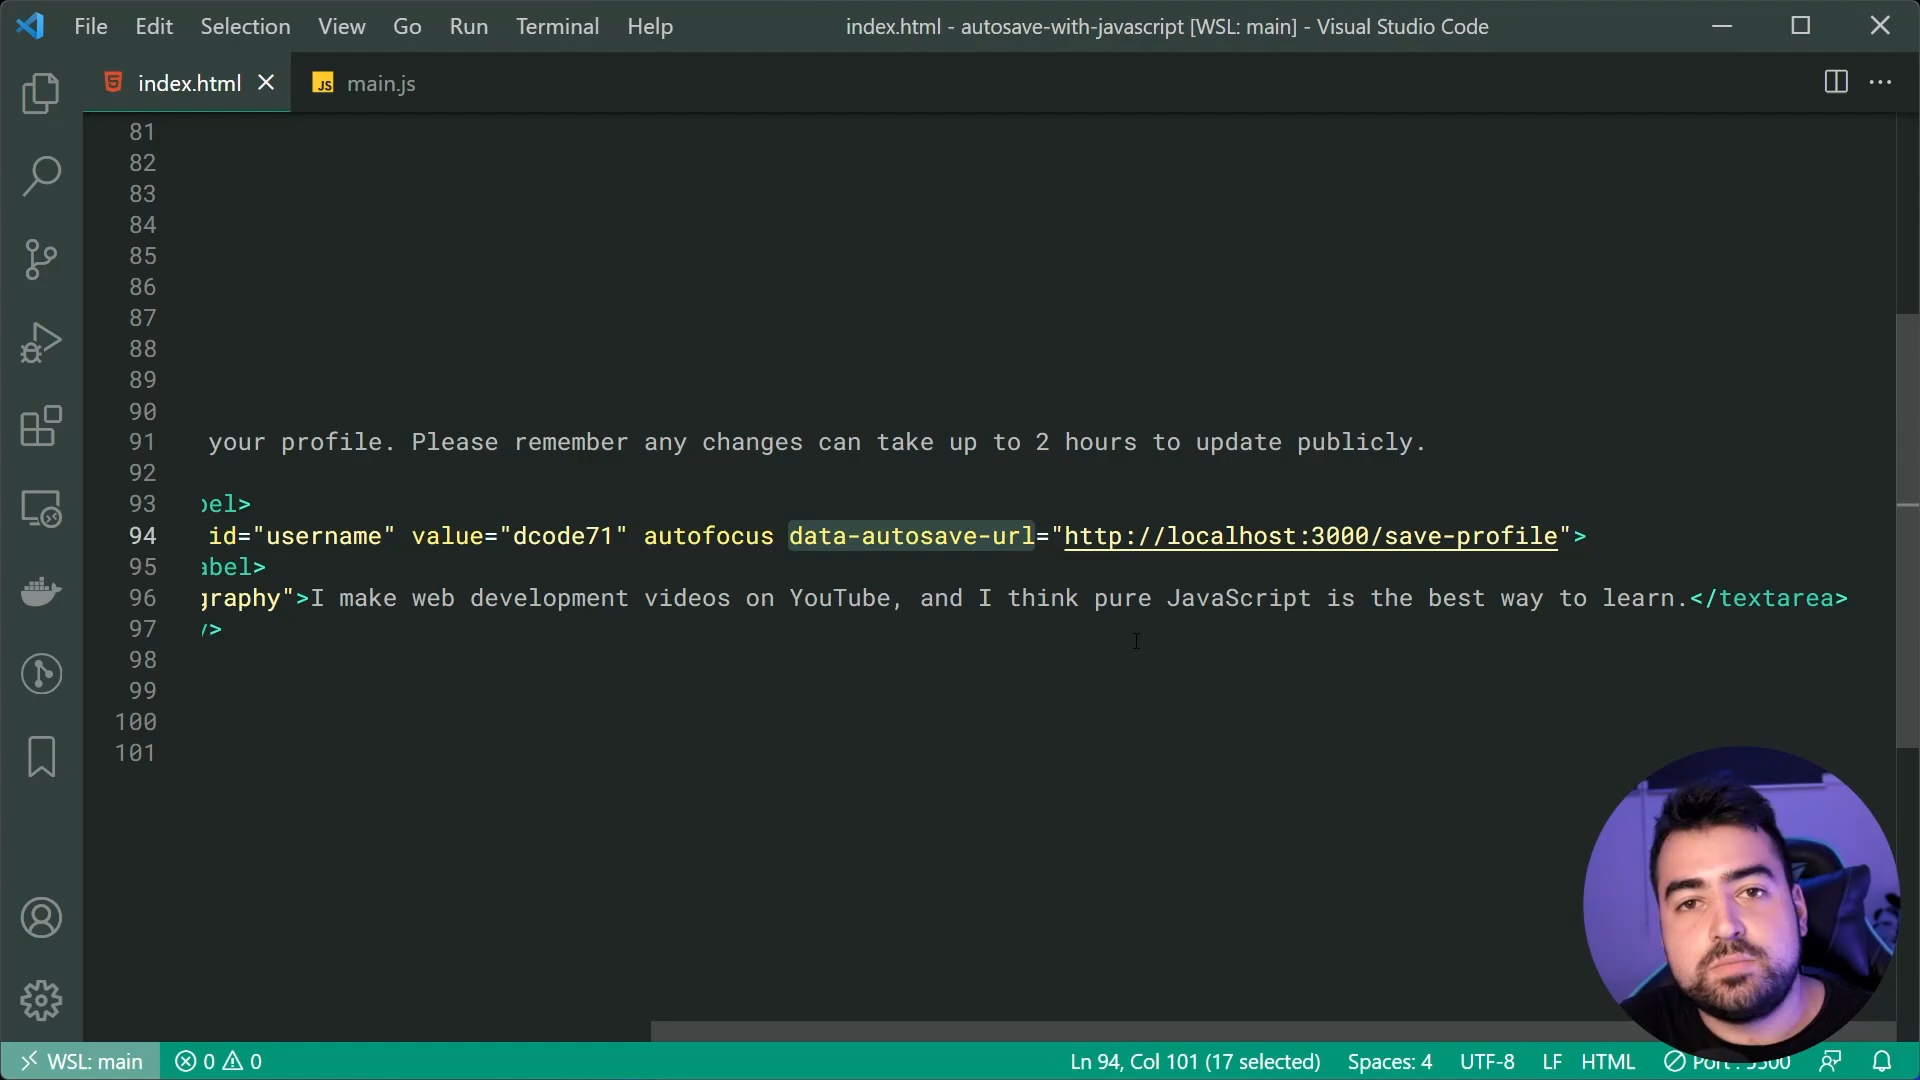 File Edit Selection View Go Run Terminal Help index.html - autosave-with-javascript [WSL: main] - Visual Studio Code
index.html JS main.js
81
82
83
84
85
86
87
88
89
90
91 your profile. Please remember any changes can take up to 2 hours to update publicly.
92
93 bel>
94 id="username" value="dcode71" autofocus data-autosave-url="http://localhost:3000/save-profile">
95 abel>
96 graphy">I make web development videos on YouTube, and I think pure JavaScript is the best way to learn.</textarea>
97 />
98
99
100
101
WSL: main 0 0 Ln 94, Col 101 (17 selected) Spaces: 4 UTF-8 LF HTML